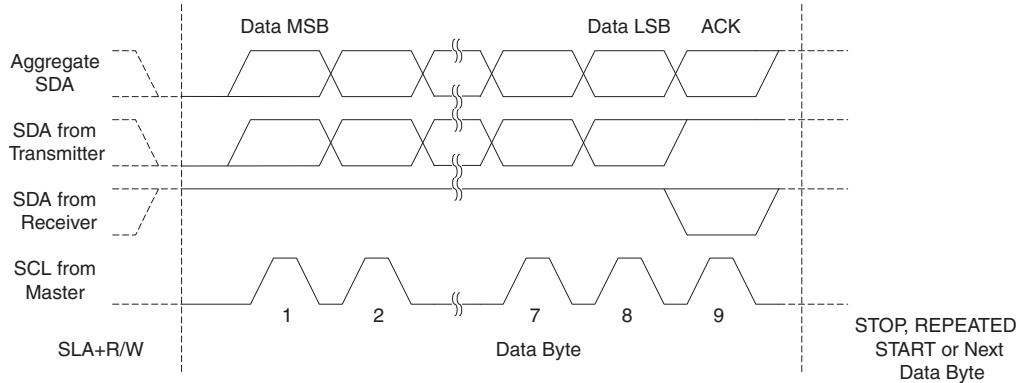 Data MSB
Data LSB
ACK
Aggregate
SDA
SDA from
Transmitter
SDA from
Receiver
SCL from
Master
1
2
7
8
9
SLA+R/W
Data Byte
STOP, REPEATED
START or Next
Data Byte